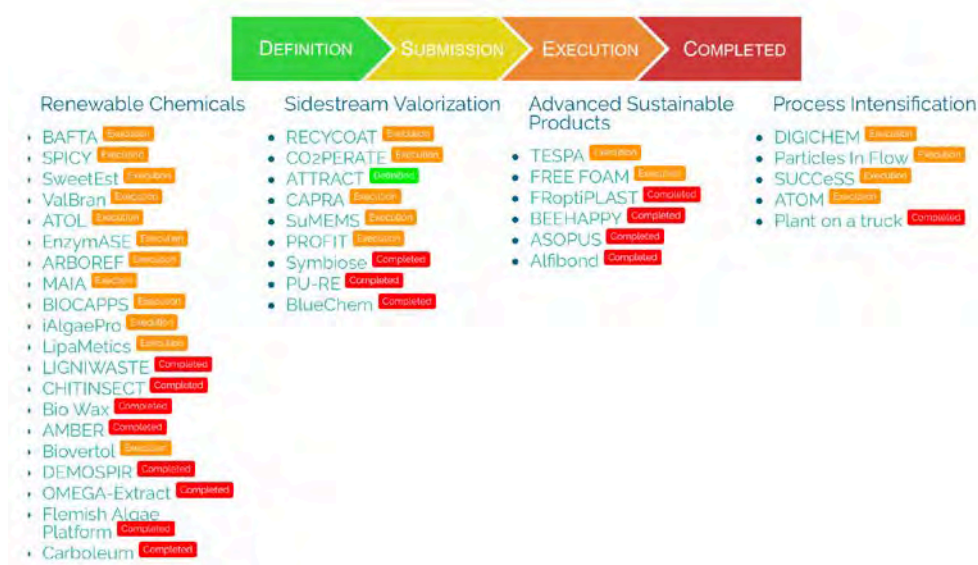 DEFINITION
SUBMISSION
EXECUTION
COMPLETED
Renewable Chemicals
BAFTA Execution
SPICY Execution
SweetEst Execution
ValBran Execution
ATOL Execution
EnzymASE Execution
ARBOREF Execution
MAIA Execution
BIOCAPPS Execution
iAlgaePro Execution
LipaMetics Execution
LIGNIWASTE Completed
CHITINSECT Completed
Bio Wax Completed
AMBER Completed
Biovertol Execution
DEMOSPIR Completed
OMEGA-Extract Completed
Flemish Algae
Platform Completed
Carboleum Completed
Sidestream Valorization
RECYCOAT Execution
CO2PERATE Execution
ATTRACT Definition
CAPRA Execution
SuMEMS Execution
PROFIT Execution
Symbiose Completed
PU-RE Completed
BlueChem Completed
Advanced Sustainable
Products
TESPA Execution
FREE FOAM Execution
FRoptiPLAST Completed
BEEHAPPY Completed
ASOPUS Completed
Alfibond Completed
Process Intensification
DIGICHEM Execution
Particles In Flow Execution
SUCCeSS Execution
ATOM Execution
Plant on a truck Completed